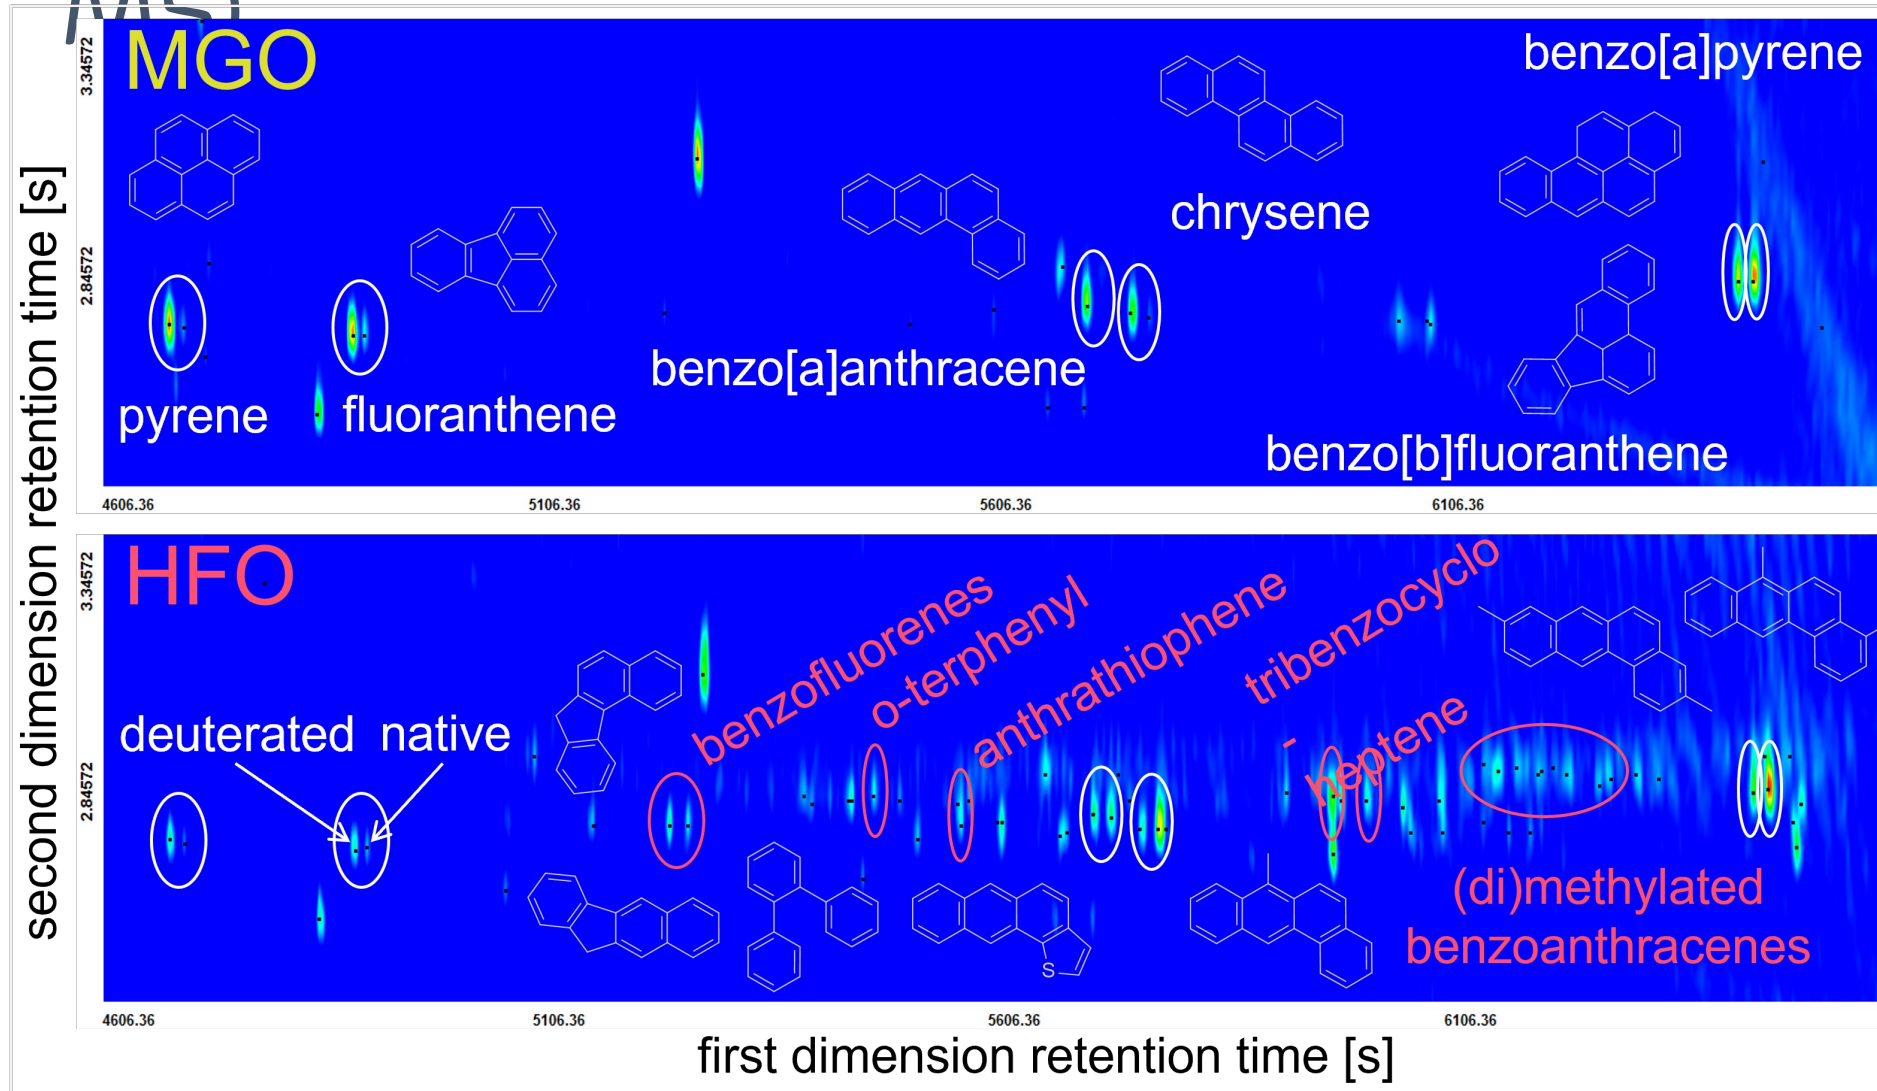 MS
MGO
benzo[a]pyrene
chrysene
benzo[a]anthracene
pyrene
fluoranthene
benzo[b]fluoranthene
3.34572
2.84572
4606.36
5106.36
5606.36
6106.36
second dimension retention time [s]
HFO
benzofluorenes
o-terphenyl
anthrathiophene
tribenzocyclo
-
heptene
deuterated
native
S
(di)methylated
benzoanthracenes
3.34572
2.84572
4606.36
5106.36
5606.36
6106.36
first dimension retention time [s]